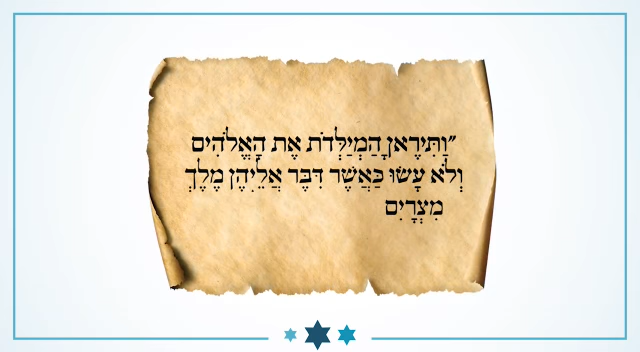 "וַתִּירֶאןָ הַמְיַלְּדֹת אֶת הָאֱלֹהִים
וְלֹא עָשׂוּ כַּאֲשֶׁר דִּבֶּר אֲלֵיהֶן מֶלֶךְ
מִצְרָיִם